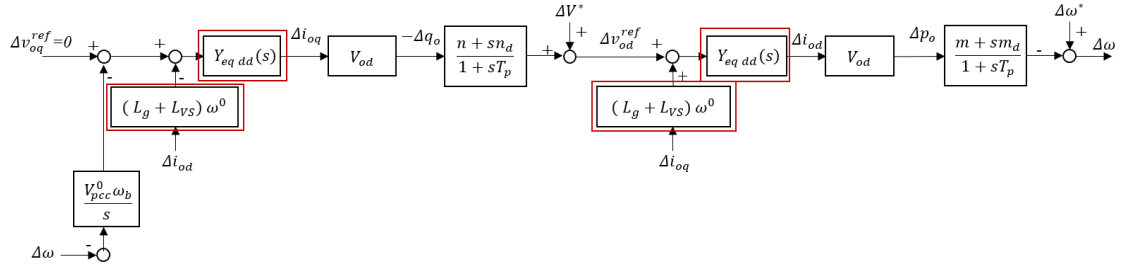 ΔV* Δω*
Δv_oq^ref=0 + + Y_eq dd(s) Δi_oq V_od −Δq_o (n + sn_d)/(1 + sT_p) + + Δv_od^ref + Y_eq dd(s) Δi_od V_od Δp_o (m + sm_d)/(1 + sT_p) - + Δω
- - +
( L_g + L_VS ) ω^0 ( L_g + L_VS ) ω^0
Δi_od Δi_oq
V_pcc^0 ω_b/s
Δω -